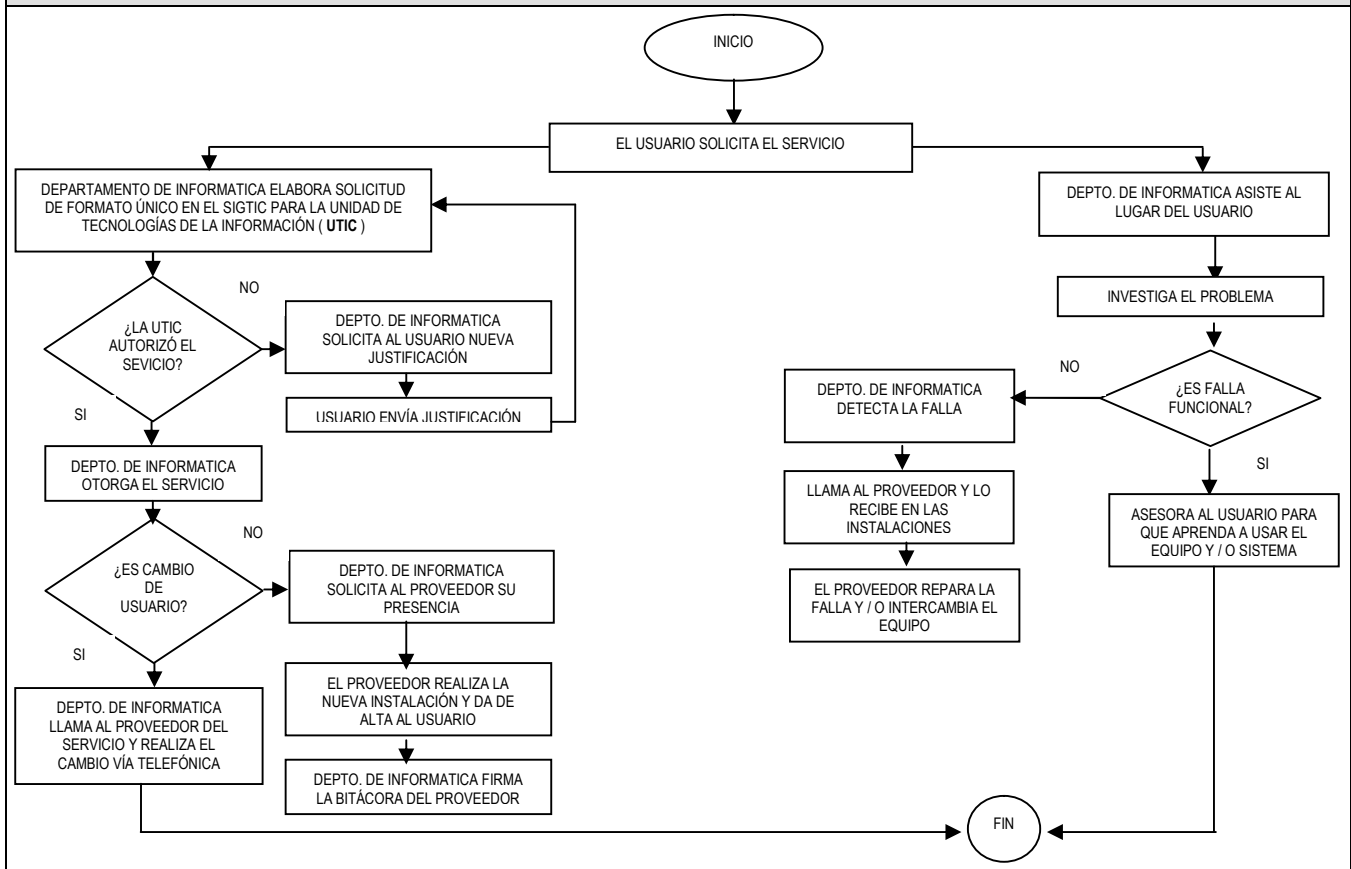 INICIO
EL USUARIO SOLICITA EL SERVICIO
DEPARTAMENTO DE INFORMATICA ELABORA SOLICITUD
DE FORMATO ÚNICO EN EL SIGTIC PARA LA UNIDAD DE
TECNOLOGÍAS DE LA INFORMACIÓN ( UTIC )
¿LA UTIC
AUTORIZÓ EL
SEVICIO?
NO
DEPTO. DE INFORMATICA
SOLICITA AL USUARIO NUEVA
JUSTIFICACIÓN
USUARIO ENVÍA JUSTIFICACIÓN
SI
DEPTO. DE INFORMATICA
OTORGA EL SERVICIO
¿ES CAMBIO
DE
USUARIO?
NO
DEPTO. DE INFORMATICA
SOLICITA AL PROVEEDOR SU
PRESENCIA
EL PROVEEDOR REALIZA LA
NUEVA INSTALACIÓN Y DA DE
ALTA AL USUARIO
DEPTO. DE INFORMATICA FIRMA
LA BITÁCORA DEL PROVEEDOR
SI
DEPTO. DE INFORMATICA
LLAMA AL PROVEEDOR DEL
SERVICIO Y REALIZA EL
CAMBIO VÍA TELEFÓNICA
DEPTO. DE INFORMATICA ASISTE AL
LUGAR DEL USUARIO
INVESTIGA EL PROBLEMA
¿ES FALLA
FUNCIONAL?
NO
DEPTO. DE INFORMATICA
DETECTA LA FALLA
LLAMA AL PROVEEDOR Y LO
RECIBE EN LAS
INSTALACIONES
EL PROVEEDOR REPARA LA
FALLA Y / O INTERCAMBIA EL
EQUIPO
SI
ASESORA AL USUARIO PARA
QUE APRENDA A USAR EL
EQUIPO Y / O SISTEMA
FIN